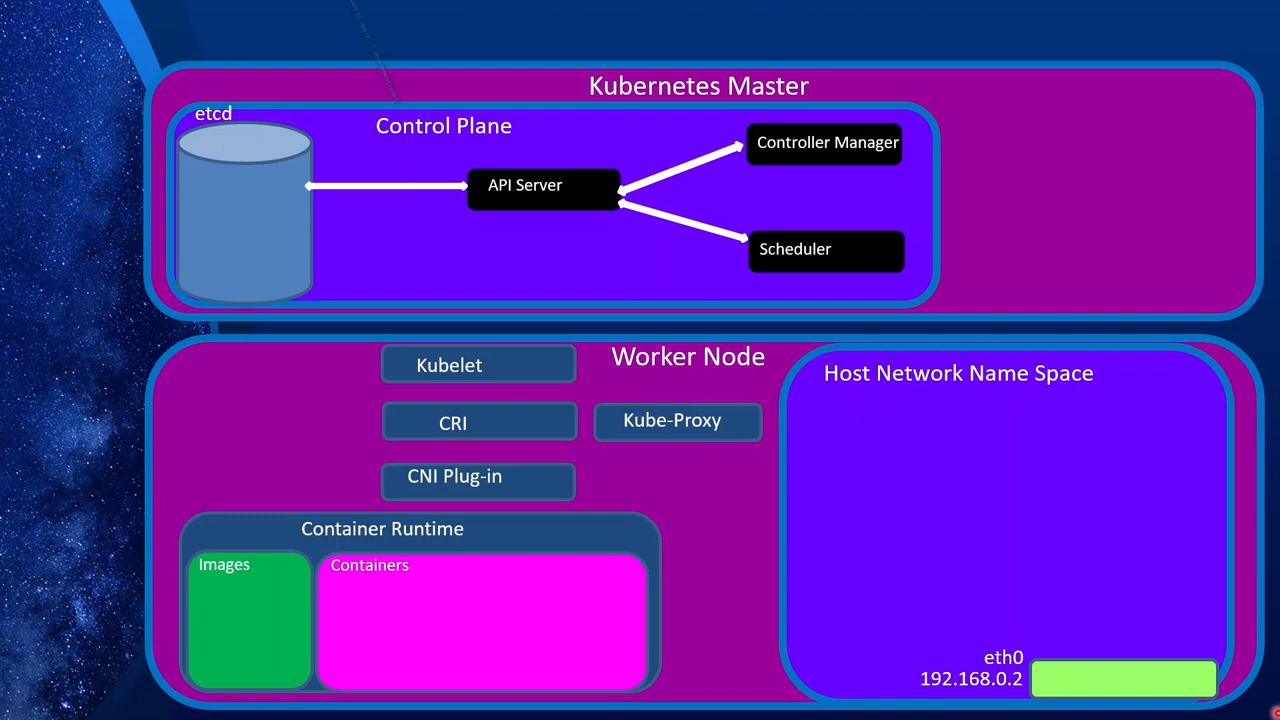 Kubernetes Master
etcd
Control Plane
Controller Manager
API Server
Scheduler
Worker Node
Kubelet
Host Network Name Space
CRI
Kube-Proxy
CNI Plug-in
Container Runtime
Images
Containers
eth0
192.168.0.2